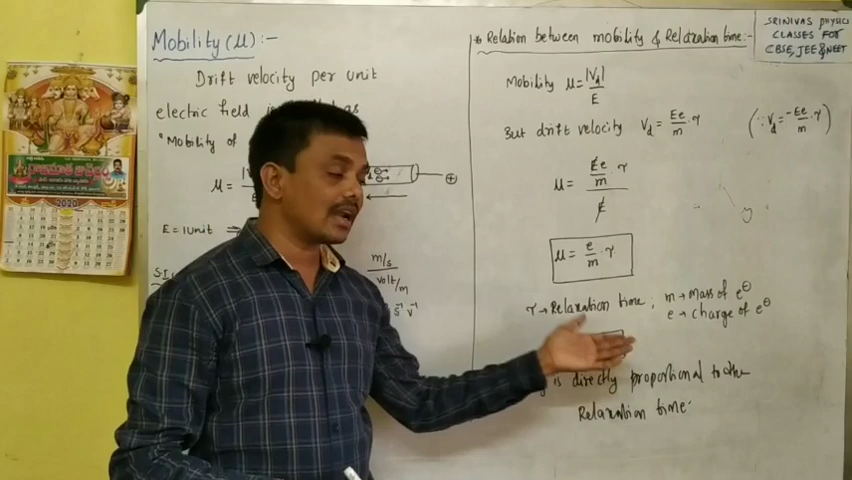 Mobility (μ) :-
Drift velocity per unit
electric field
"Mobility of
μ =
E = 1 unit ⇒
m/s
volt/m
s⁻¹ v⁻¹
* Relation between mobility & Relaxation time :-
Mobility μ = |Vd|/E
But drift velocity Vd = Ee/m . τ (∵ Vd = -Ee/m . τ)
μ = Ee/m τ / E
μ = e/m . τ
τ → Relaxation time ; m → Mass of e⊖
e → charge of e⊖
is directly proportional to the
Relaxation time.
SRINIVAS PHYSICS
CLASSES FOR
CBSE, JEE & NEET
2020